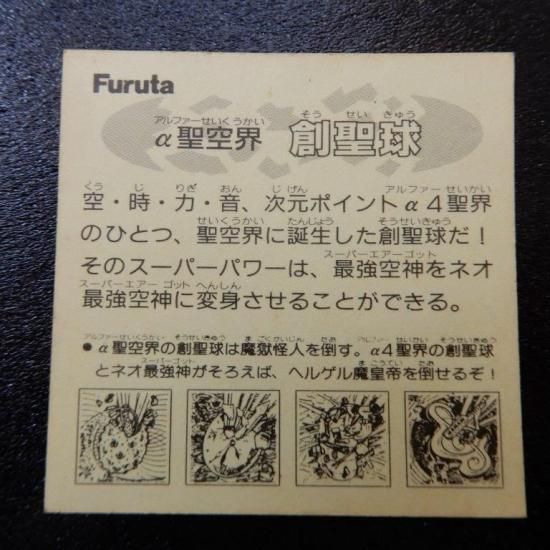 Furuta
アルファーせいくうかい そう せい きゅう
α聖空界 創聖球
くう じ りき おん じげん アルファー せいかい
空・時・力・音、次元ポイントα4聖界
せいくうかい たんじょう そうせいきゅう
のひとつ、聖空界に誕生した創聖球だ!
スーパーエアーゴット
そのスーパーパワーは、最強空神をネオ
スーパーエアー ゴット へんしん
最強空神に変身させることができる。
アルファーせいくうかい そうせいきゅう まごくかいじん たお アルファー せいかい そうせいきゅう
●α聖空界の創聖球は魔獄怪人を倒す。α4聖界の創聖球
スーパーゴット まこうてい たお
とネオ最強神がそろえば、ヘルゲル魔皇帝を倒せるぞ!